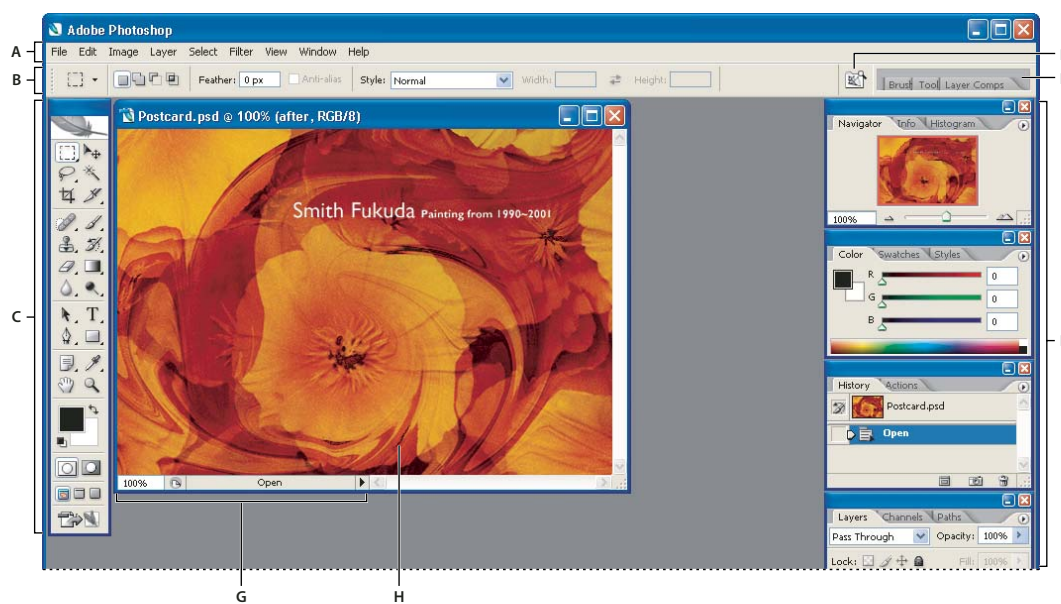 Adobe Photoshop
A
File Edit Image Layer Select Filter View Window Help
B
Feather: 0 px Anti-alias Style: Normal Width: Height:
Brush Tool Layer Comps
C
Postcard.psd @ 100% (after, RGB/8)
Smith Fukuda Painting from 1990~2001
100% Open
G
H
Navigator Info Histogram
100%
Color Swatches Styles
R 0
G 0
B 0
History Actions
Postcard.psd
Open
Layers Channels Paths
Pass Through Opacity: 100%
Lock: Fill: 100%